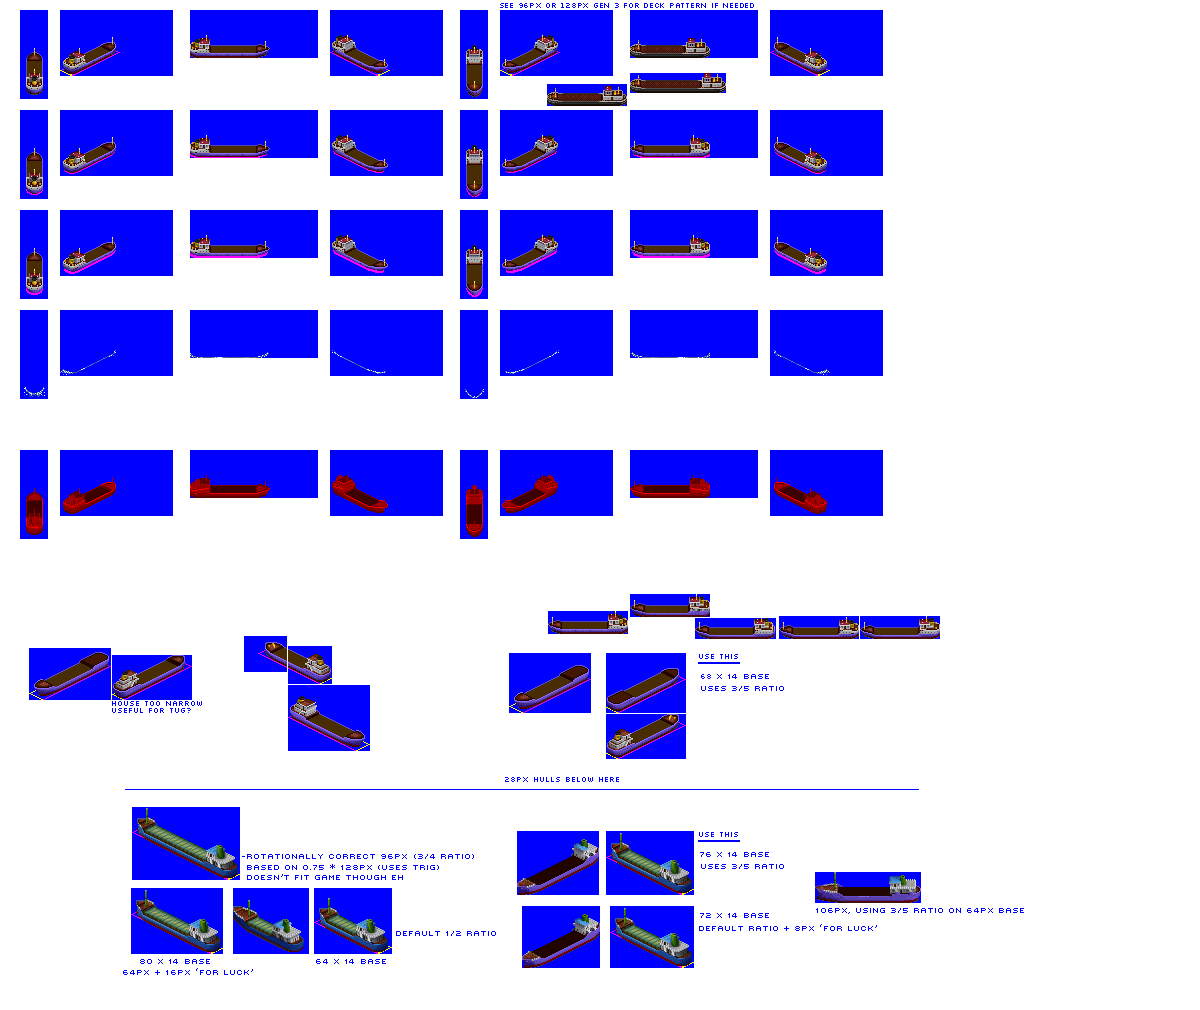 SEE 96PX OR 128PX GEN 3 FOR DECK PATTERN IF NEEDED
HOUSE TOO NARROW
USEFUL FOR TUG?
USE THIS
68 X 14 BASE
USES 3/5 RATIO
28PX HULLS BELOW HERE
-ROTATIONALLY CORRECT 96PX (3/4 RATIO)
BASED ON 0.75 * 128PX (USES TRIG)
DOESN'T FIT GAME THOUGH EH
USE THIS
76 X 14 BASE
USES 3/5 RATIO
106PX, USING 3/5 RATIO ON 64PX BASE
72 X 14 BASE
DEFAULT RATIO + 8PX 'FOR LUCK'
DEFAULT 1/2 RATIO
80 X 14 BASE
64PX + 16PX 'FOR LUCK'
64 X 14 BASE